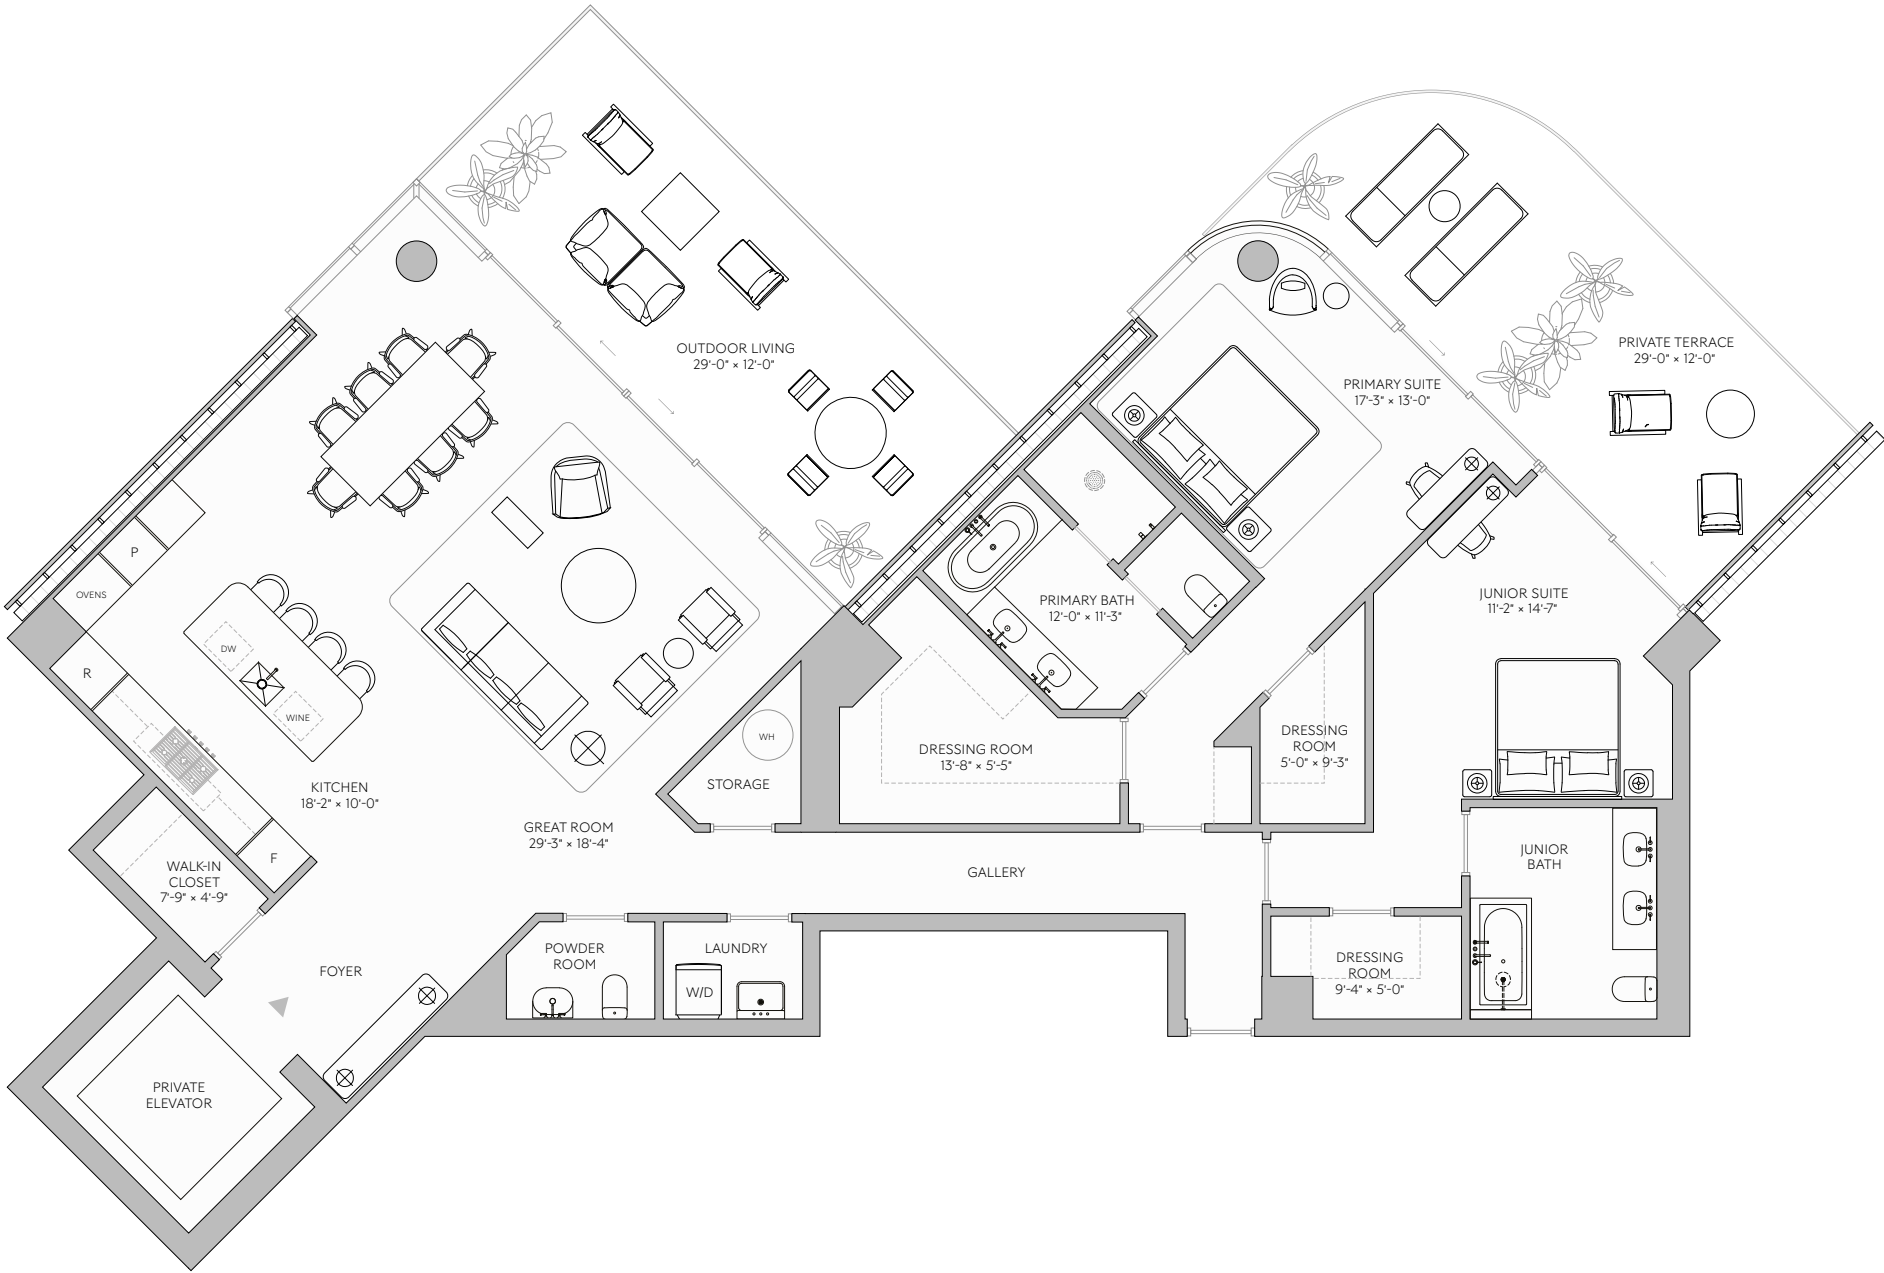 OUTDOOR LIVING
29'-0" × 12'-0"
PRIVATE TERRACE
29'-0" × 12'-0"
PRIMARY SUITE
17'-3" × 13'-0"
P
OVENS
DW
R
WINE
KITCHEN
18'-2" × 10'-0"
F
WALK-IN
CLOSET
7'-9" × 4'-9"
GREAT ROOM
29'-3" × 18'-4"
WH
STORAGE
PRIMARY BATH
12'-0" × 11'-3"
DRESSING ROOM
13'-8" × 5'-5"
DRESSING
ROOM
5'-0" × 9'-3"
JUNIOR SUITE
11'-2" × 14'-7"
JUNIOR
BATH
GALLERY
FOYER
POWDER
ROOM
LAUNDRY
W/D
DRESSING
ROOM
9'-4" × 5'-0"
PRIVATE
ELEVATOR